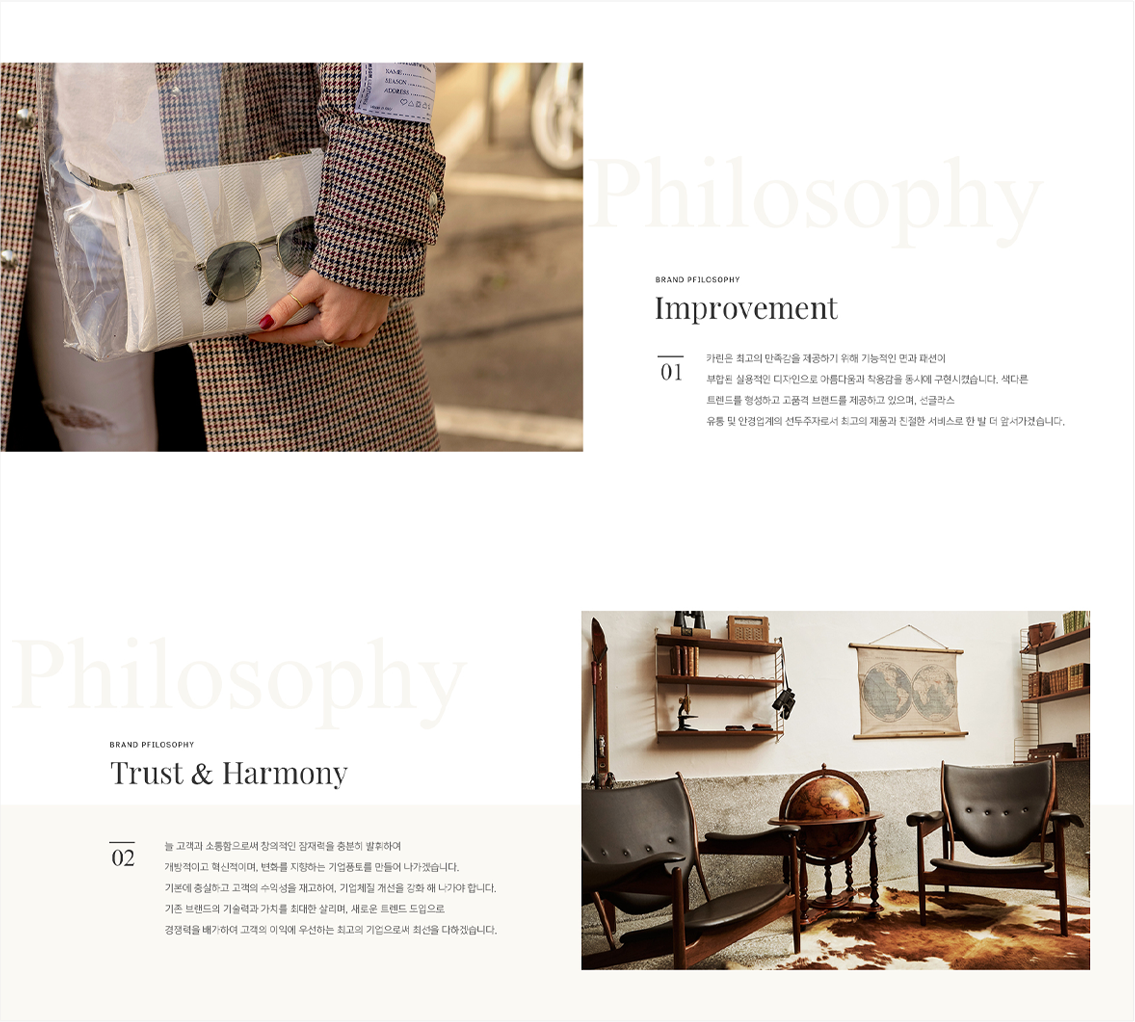 NAME
SEASON
ADDRESS
Philosophy
BRAND PFILOSOPHY
Improvement
01
카린은 최고의 만족감을 제공하기 위해 기능적인 면과 패션이
부합된 실용적인 디자인으로 아름다움과 착용감을 동시에 구현시켰습니다. 색다른
트렌드를 형성하고 고품격 브랜드를 제공하고 있으며, 선글라스
유통 및 안경업계의 선두주자로서 최고의 제품과 친절한 서비스로 한 발 더 앞서가겠습니다.
Philosophy
BRAND PFILOSOPHY
Trust & Harmony
02
늘 고객과 소통함으로써 창의적인 잠재력을 충분히 발휘하여
개방적이고 혁신적이며, 변화를 지향하는 기업풍토를 만들어 나가겠습니다.
기본에 충실하고 고객의 수익성을 재고하여, 기업체질 개선을 강화 해 나가야 합니다.
기존 브랜드의 기술력과 가치를 최대한 살리며, 새로운 트렌드 도입으로
경쟁력을 배가하여 고객의 이익에 우선하는 최고의 기업으로써 최선을 다하겠습니다.